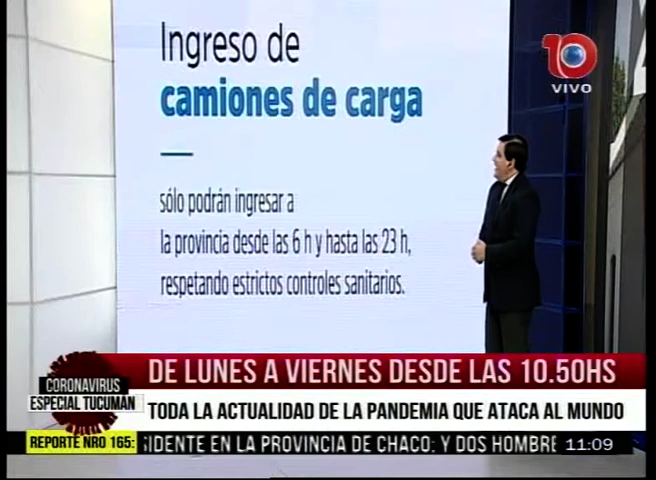 Ingreso de
camiones de carga
sólo podrán ingresar a
la provincia desde las 6 h y hasta las 23 h,
respetando estrictos controles sanitarios.
10
VIVO
DE LUNES A VIERNES DESDE LAS 10.50HS
CORONAVIRUS
ESPECIAL TUCUMÁN
TODA LA ACTUALIDAD DE LA PANDEMIA QUE ATACA AL MUNDO
REPORTE NRO 165: SIDENTE EN LA PROVINCIA DE CHACO; Y DOS HOMBRE 11:09